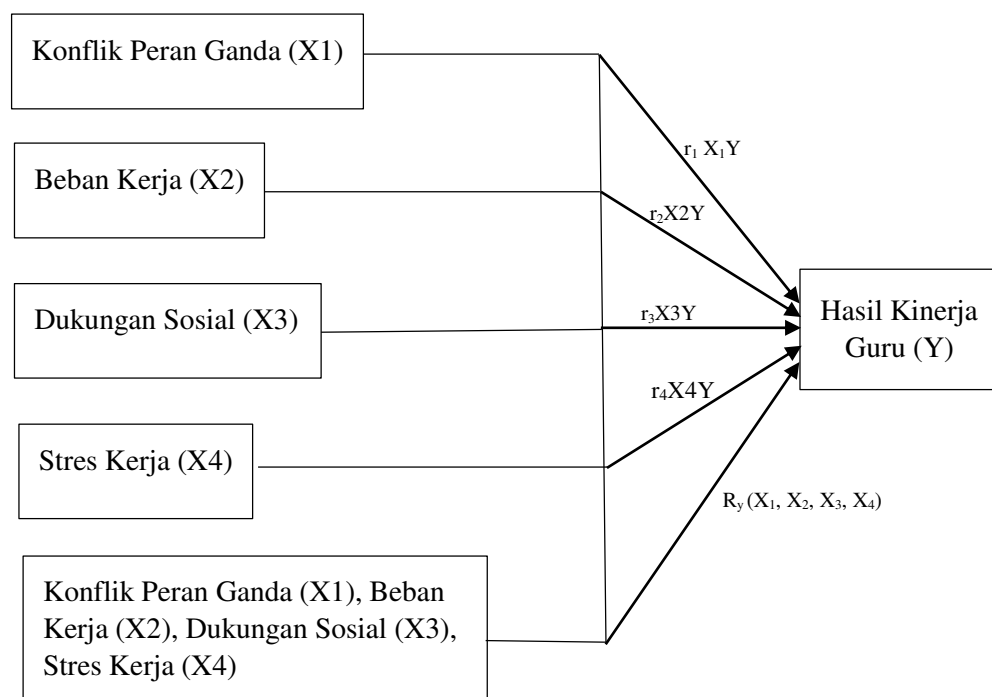 Konflik Peran Ganda (X1)
r₁ X₁Y
Beban Kerja (X2)
r₂X2Y
Dukungan Sosial (X3)
r₃X3Y
Hasil Kinerja
Guru (Y)
r₄X4Y
Stres Kerja (X4)
Rᵧ (X₁, X₂, X₃, X₄)
Konflik Peran Ganda (X1), Beban
Kerja (X2), Dukungan Sosial (X3),
Stres Kerja (X4)